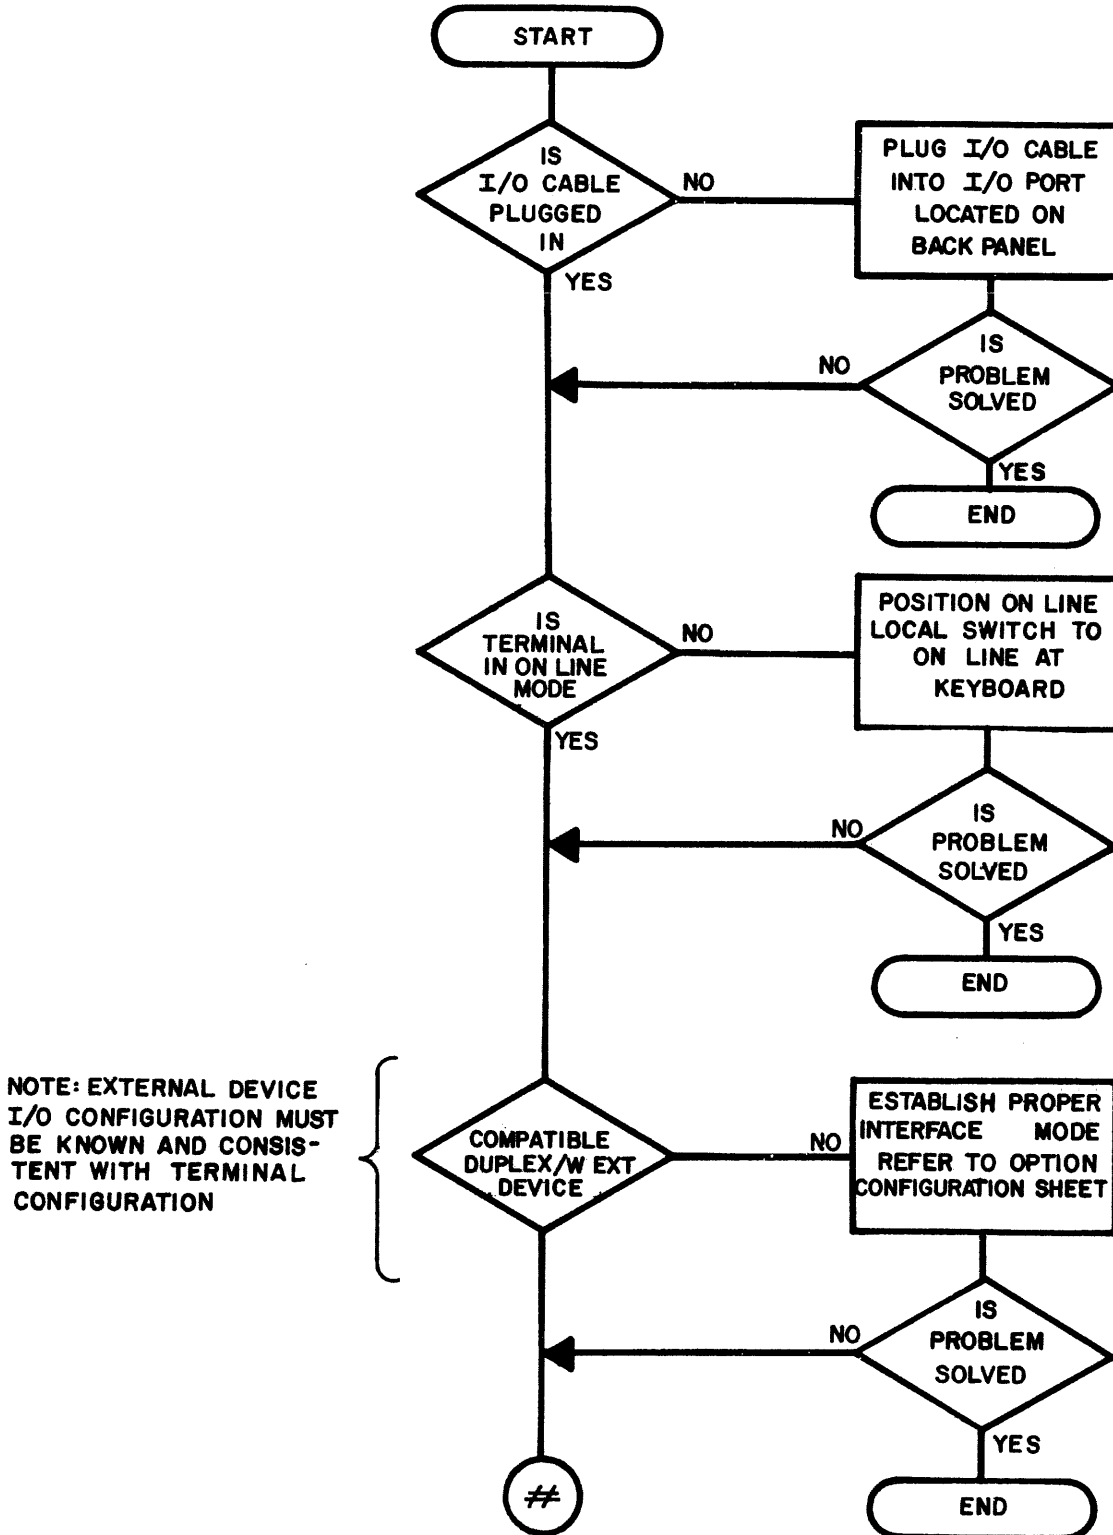 START
IS
I/O CABLE
PLUGGED
IN
NO
YES
PLUG I/O CABLE
INTO I/O PORT
LOCATED ON
BACK PANEL
IS
PROBLEM
SOLVED
NO
YES
END
IS
TERMINAL
IN ON LINE
MODE
NO
YES
POSITION ON LINE
LOCAL SWITCH TO
ON LINE AT
KEYBOARD
IS
PROBLEM
SOLVED
NO
YES
END
NOTE: EXTERNAL DEVICE
I/O CONFIGURATION MUST
BE KNOWN AND CONSIS-
TENT WITH TERMINAL
CONFIGURATION
COMPATIBLE
DUPLEX/W EXT
DEVICE
NO
ESTABLISH PROPER
INTERFACE MODE
REFER TO OPTION
CONFIGURATION SHEET
IS
PROBLEM
SOLVED
NO
YES
END
#